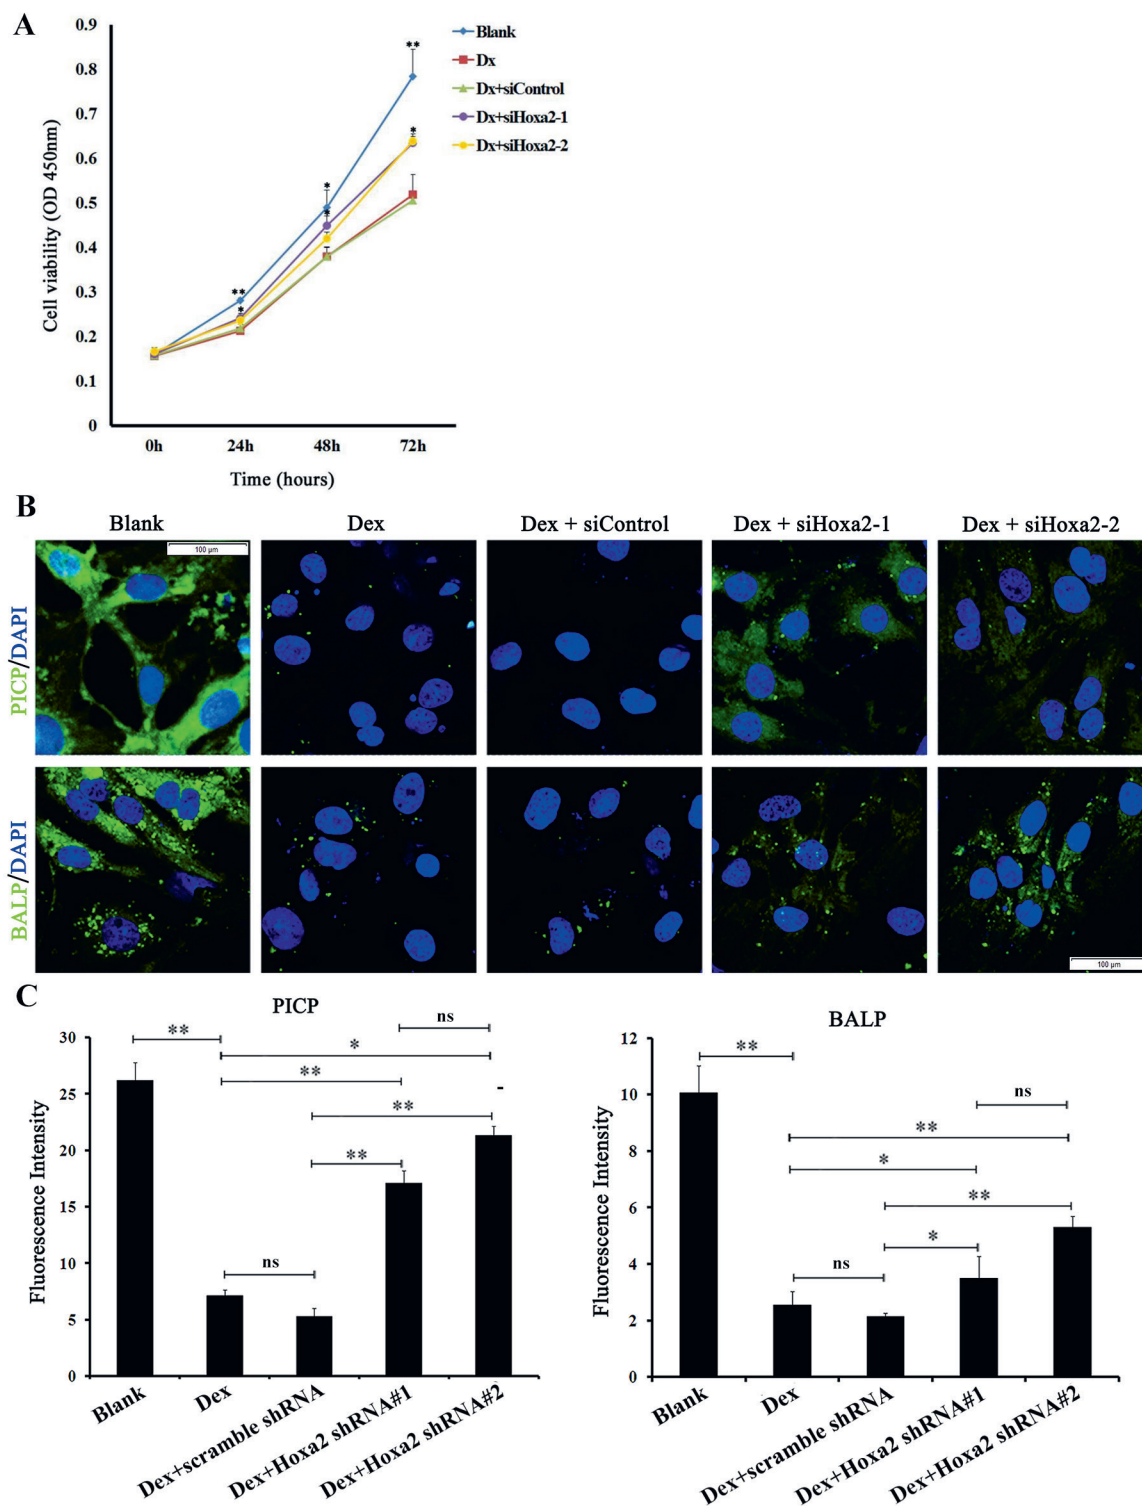 A
0.9
0.8
0.7
0.6
0.5
0.4
0.3
0.2
0.1
0
Cell viability (OD 450nm)
0h 24h 48h 72h
Time (hours)
Blank
Dx
Dx+siControl
Dx+siHoxa2-1
Dx+siHoxa2-2
**
*
*
*
**
*
B
Blank Dex Dex + siControl Dex + siHoxa2-1 Dex + siHoxa2-2
PICP/DAPI
100 μm
BALP/DAPI
100 μm
C
PICP
Fluorescence Intensity
30
25
20
15
10
5
0
**
ns
*
**
**
**
ns
Blank
Dex
Dex+scramble shRNA
Dex+Hoxa2 shRNA#1
Dex+Hoxa2 shRNA#2
BALP
Fluorescence Intensity
12
10
8
6
4
2
0
**
ns
**
*
**
*
ns
Blank
Dex
Dex+scramble shRNA
Dex+Hoxa2 shRNA#1
Dex+Hoxa2 shRNA#2